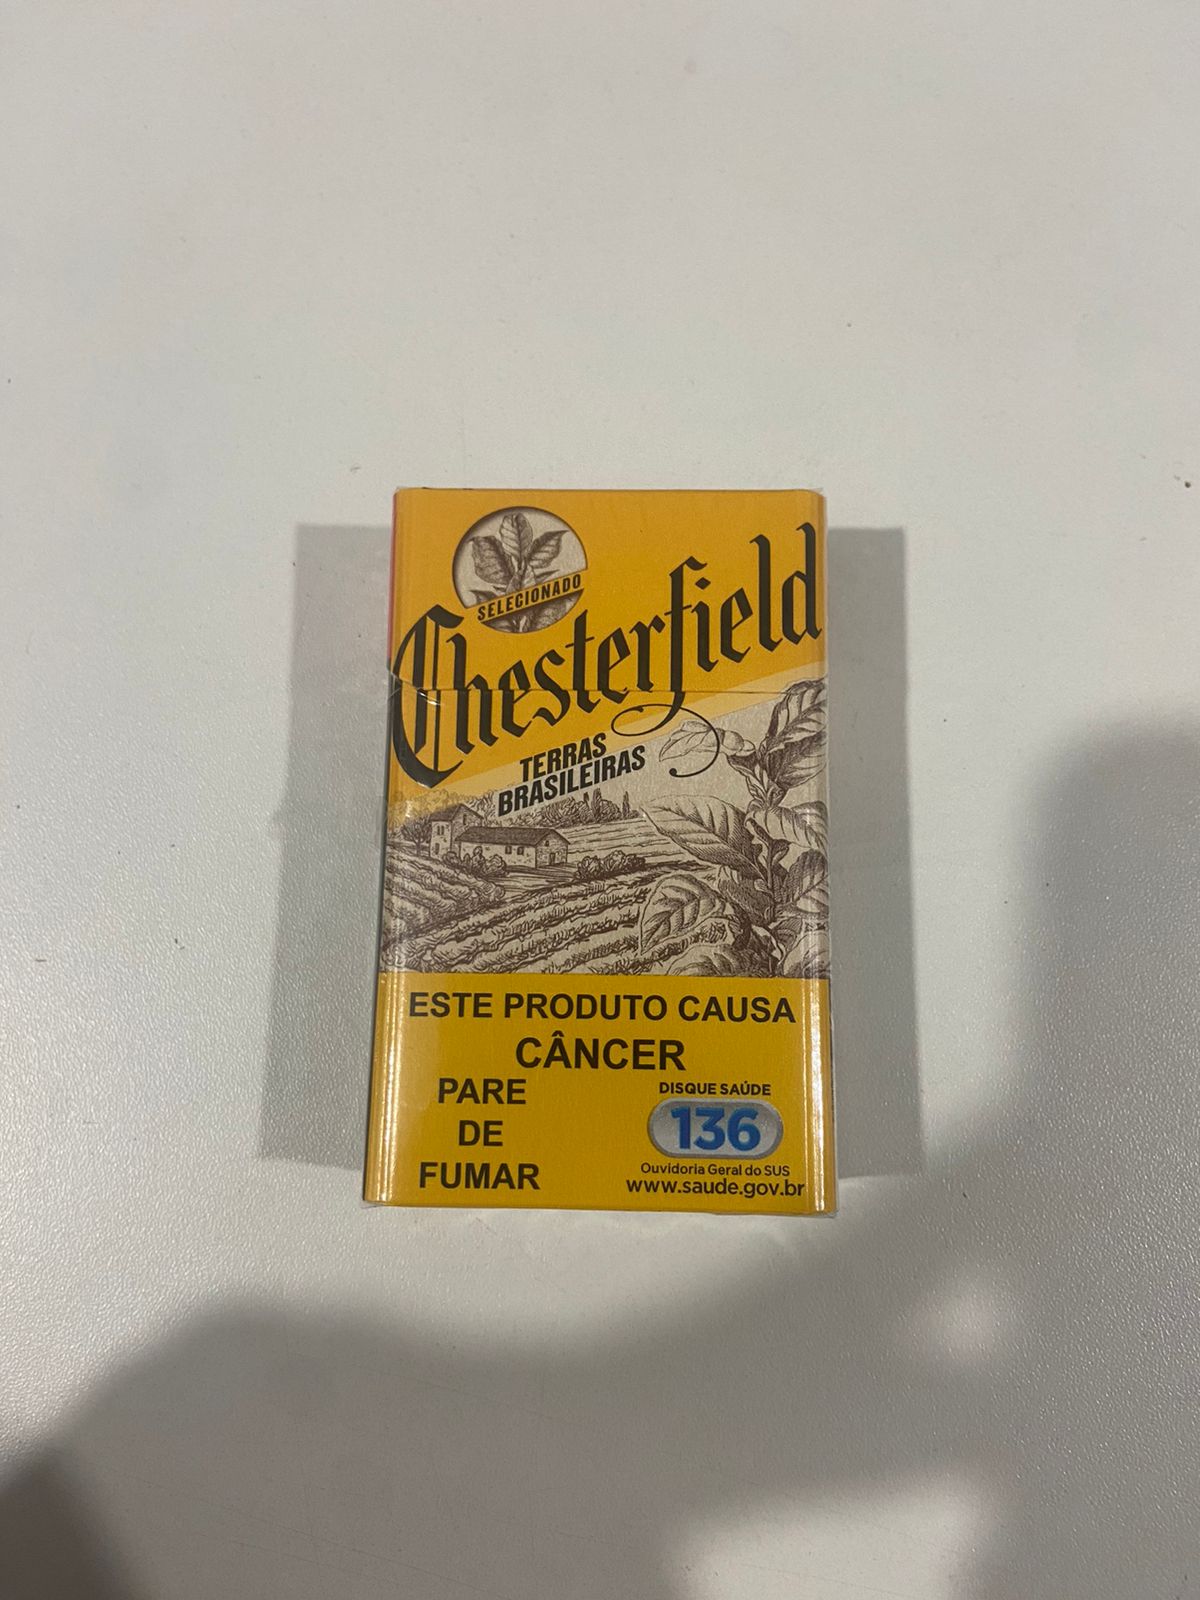 SELECIONADO
Chesterfield
TERRAS
BRASILEIRAS
ESTE PRODUTO CAUSA
CÂNCER
PARE
DE
FUMAR
DISQUE SAÚDE
136
Ouvidoria Geral do SUS
www.saude.gov.br